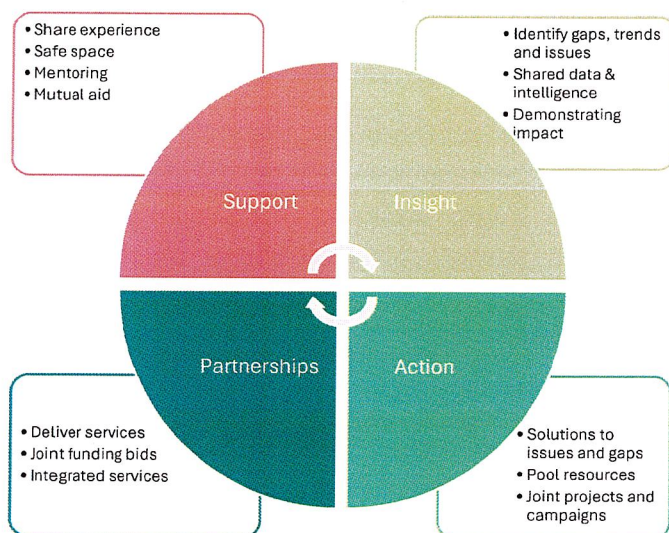 • Share experience
• Safe space
• Mentoring
• Mutual aid
• Identify gaps, trends
and issues
• Shared data &
intelligence
• Demonstrating
impact
Support
Insight
Partnerships
Action
• Deliver services
• Joint funding bids
• Integrated services
• Solutions to
issues and gaps
• Pool resources
• Joint projects and
campaigns